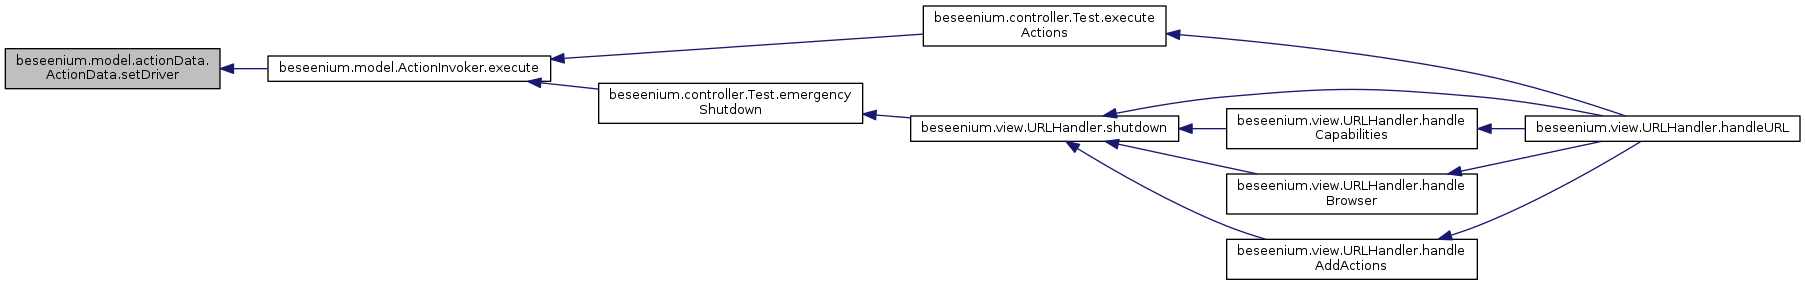 beseenium.model.actionData.
ActionData.setDriver
beseenium.model.ActionInvoker.execute
beseenium.controller.Test.execute
Actions
beseenium.controller.Test.emergency
Shutdown
beseenium.view.URLHandler.shutdown
beseenium.view.URLHandler.handle
Capabilities
beseenium.view.URLHandler.handle
Browser
beseenium.view.URLHandler.handle
AddActions
beseenium.view.URLHandler.handleURL